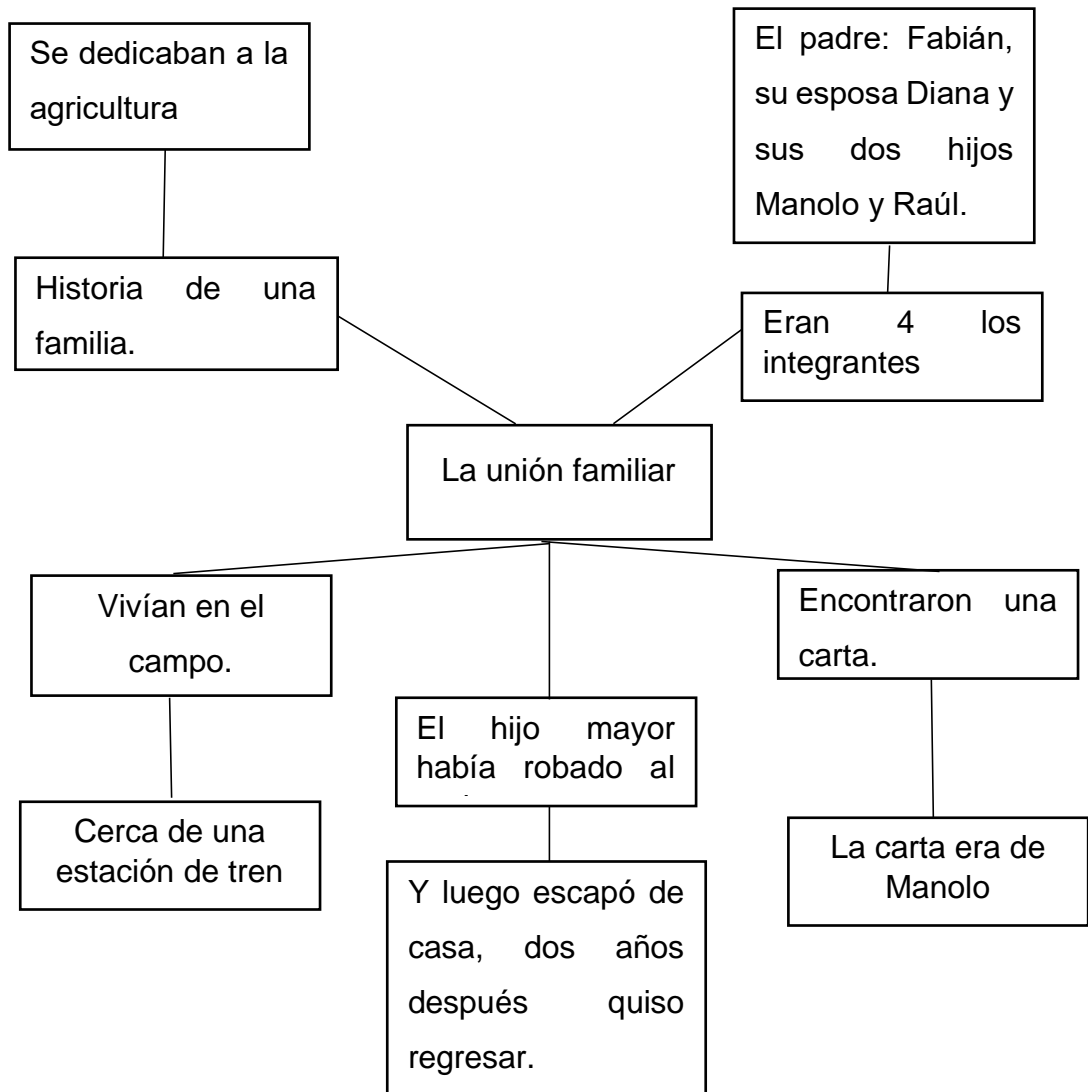 Se dedicaban a la
agricultura
El padre: Fabián,
su esposa Diana y
sus dos hijos
Manolo y Raúl.
Historia de una
familia.
Eran 4 los
integrantes
La unión familiar
Vivían en el
campo.
Encontraron una
carta.
El hijo mayor
había robado al
Cerca de una
estación de tren
La carta era de
Manolo
Y luego escapó de
casa, dos años
después quiso
regresar.